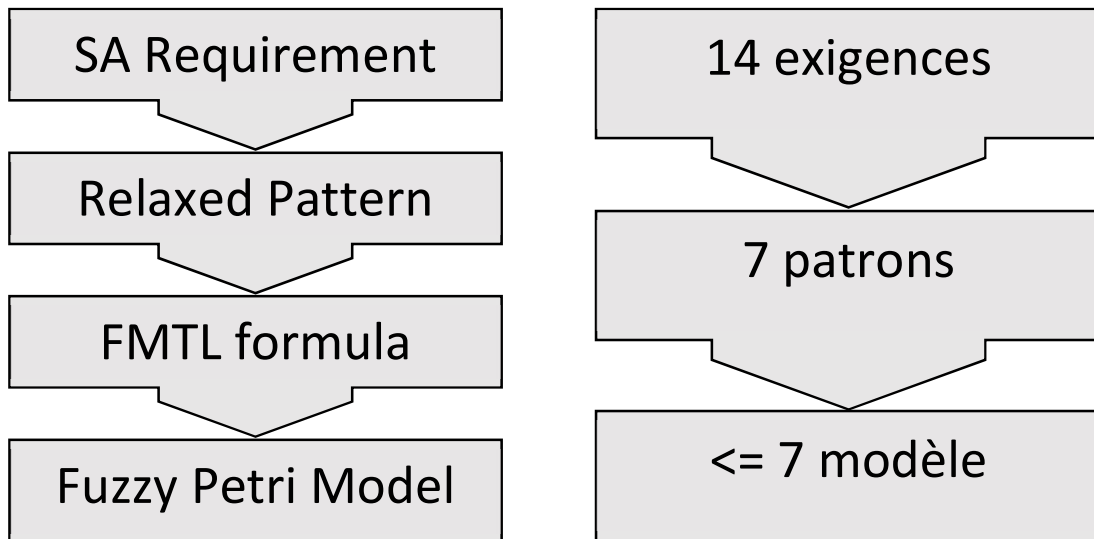 SA Requirement
Relaxed Pattern
FMTL formula
Fuzzy Petri Model
14 exigences
7 patrons
<= 7 modèle